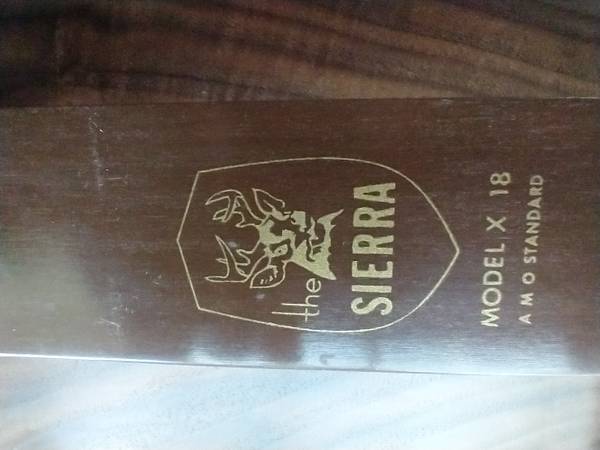 the
SIERRA
MODEL X 18
A M O STANDARD